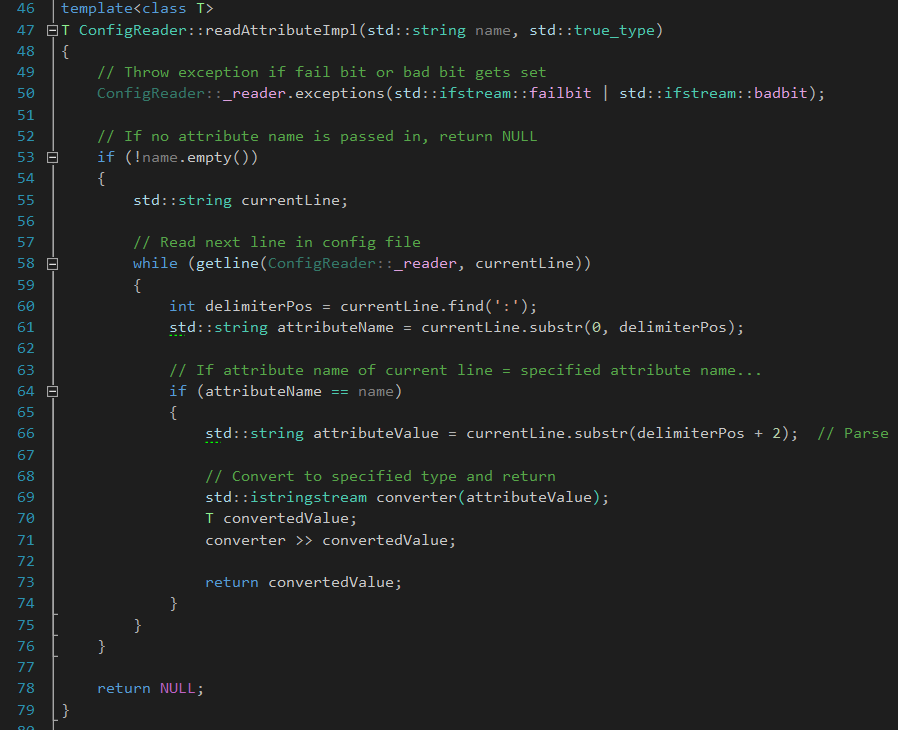 46 template<class T>
47 T ConfigReader::readAttributeImpl(std::string name, std::true_type)
48 {
49     // Throw exception if fail bit or bad bit gets set
50     ConfigReader::_reader.exceptions(std::ifstream::failbit | std::ifstream::badbit);
51
52     // If no attribute name is passed in, return NULL
53     if (!name.empty())
54     {
55         std::string currentLine;
56
57         // Read next line in config file
58         while (getline(ConfigReader::_reader, currentLine))
59         {
60             int delimiterPos = currentLine.find(':');
61             std::string attributeName = currentLine.substr(0, delimiterPos);
62
63             // If attribute name of current line = specified attribute name...
64             if (attributeName == name)
65             {
66                 std::string attributeValue = currentLine.substr(delimiterPos + 2);  // Parse
67
68                 // Convert to specified type and return
69                 std::istringstream converter(attributeValue);
70                 T convertedValue;
71                 converter >> convertedValue;
72
73                 return convertedValue;
74             }
75         }
76     }
77
78     return NULL;
79 }
80